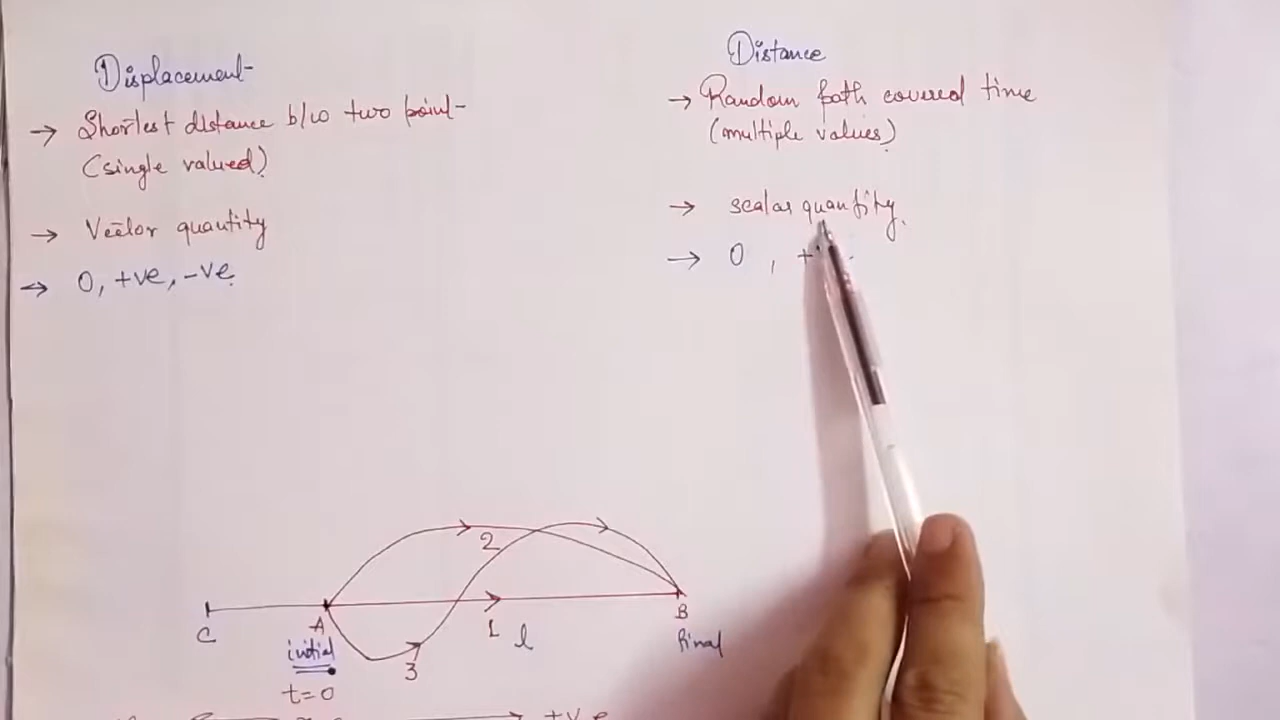 Displacement
→ Shortest distance b/w two point
(single valued)
→ Vector quantity
→ 0, +ve, -ve
Distance
→ Random path covered time
(multiple values)
→ scalar quantity.
→ 0 , +
2
C
A
1
l
B
initial
3
final
t=0
+ve